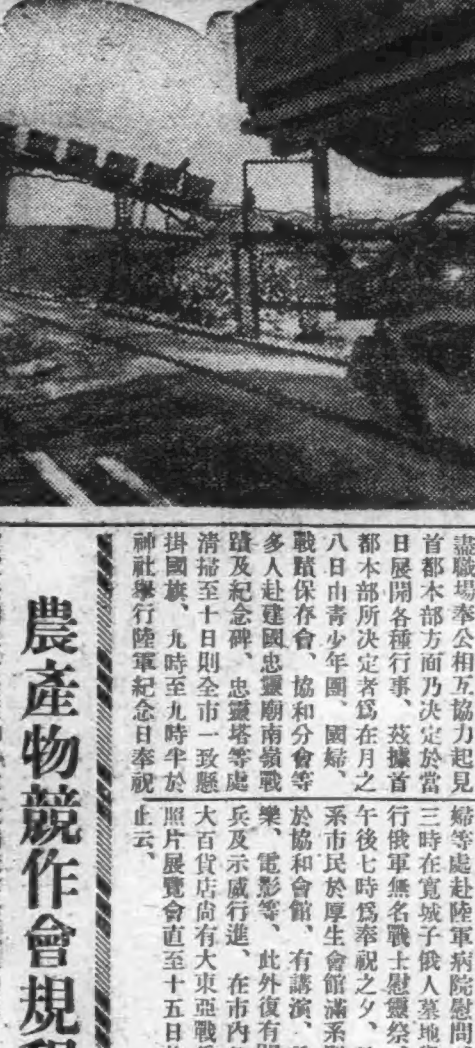 盡職場奉公相互協力起見
首都本部方面乃决定於當
日展開各種行事、茲據首
都本部所决定者爲在月之
八日由青少年團、國婦、
戰蹟保存會、協和分會等
多人赴建國忠靈廟南嶺戰
蹟及紀念碑、忠靈塔等處
清掃至十日則全市一致懸
掛國旗、九時至九時半於
神社舉行陸軍紀念日奉祝
婦等處赴陸軍病院慰問
三時在寬城子俄人墓地
行俄軍無名戰士慰靈祭
午後七時爲奉祝之夕、
系市民於厚生會館滿系
於協和會館、有講演、
樂、電影等、此外復有
兵及示威行進、在市內
大百貨店尚有大東亞戰
照片展覽會直至十五日
止云、
農產物競作會規程